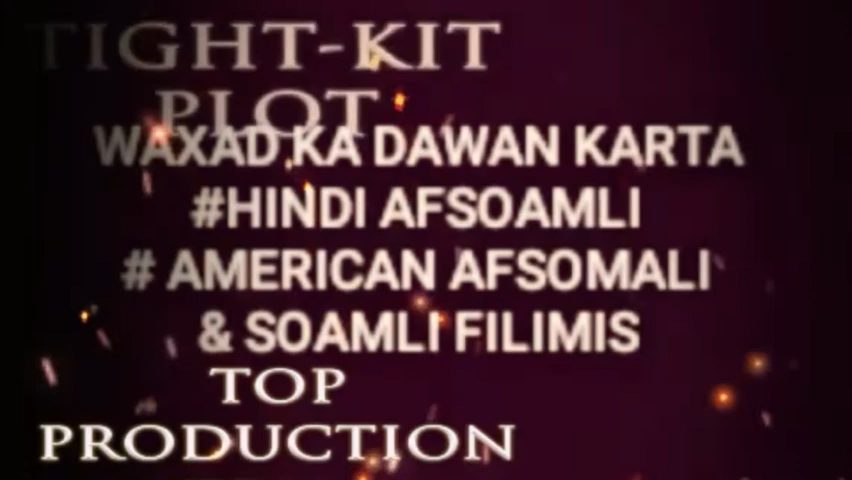 TIGHT-KIT
PLOT
WAXAD KA DAWAN KARTA
#HINDI AFSOAMLI
# AMERICAN AFSOMALI
& SOAMLI FILIMIS
TOP
PRODUCTION